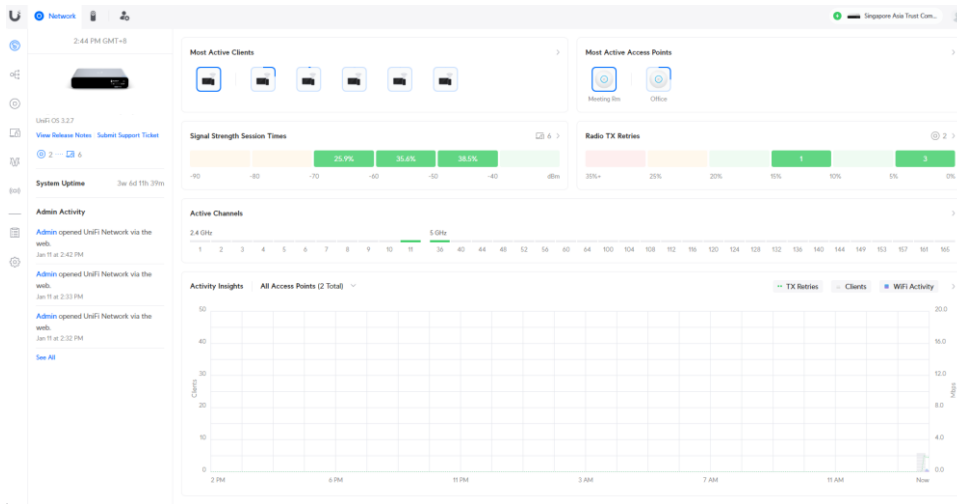 Network
Singapore Asia Trust Com...
2:44 PM GMT+8
UniFi OS 3.2.7
View Release Notes Submit Support Ticket
2 6
System Uptime 3w 6d 11h 39m
Admin Activity
Admin opened UniFi Network via the
web.
Jan 11 at 2:42 PM
Admin opened UniFi Network via the
web.
Jan 11 at 2:33 PM
Admin opened UniFi Network via the
web.
Jan 11 at 2:32 PM
See All
Most Active Clients
Most Active Access Points
Meeting Rm Office
Signal Strength Session Times 6
25.9% 35.6% 38.5%
-90 -80 -70 -60 -50 -40 dBm
Radio TX Retries 2
1 3
35%+ 25% 20% 15% 10% 5% 0%
Active Channels
2.4 GHz 5 GHz
1 2 3 4 5 6 7 8 9 10 11 36 40 44 48 52 56 60 64 100 104 108 112 116 120 124 128 132 136 140 144 149 153 157 161 165
Activity Insights All Access Points (2 Total) TX Retries Clients WiFi Activity
50 20.0
40 16.0
30 12.0
Clients Mbps
20 8.0
10 4.0
0 0.0
2 PM 6 PM 11 PM 3 AM 7 AM 11 AM Now